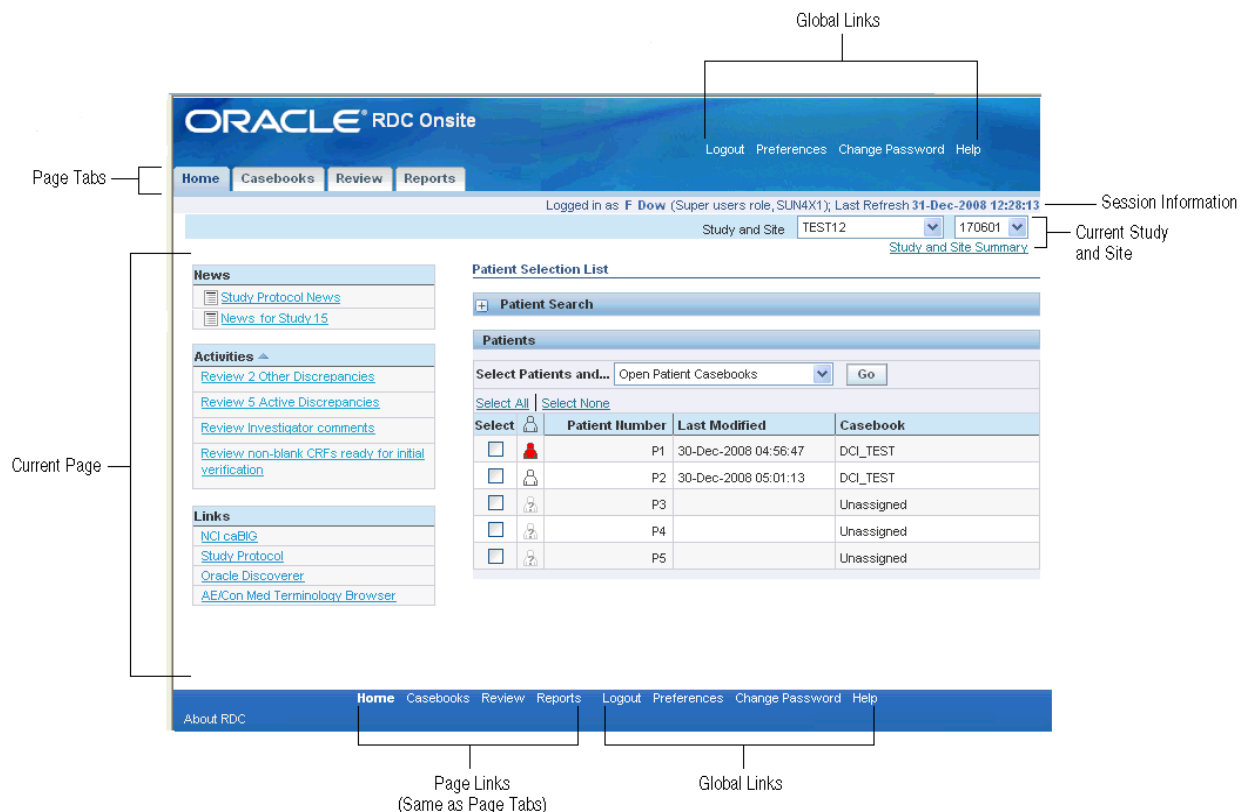 Global Links
ORACLE® RDC Onsite
Logout Preferences Change Password Help
Page Tabs
Home Casebooks Review Reports
Logged in as F Dow (Super users role, SUN4X1); Last Refresh 31-Dec-2008 12:28:13
Session Information
Study and Site TEST12 170601
Study and Site Summary
Current Study
and Site
News
Study Protocol News
News for Study 15
Activities
Review 2 Other Discrepancies
Review 5 Active Discrepancies
Review Investigator comments
Review non-blank CRFs ready for initial
verification
Current Page
Links
NCI caBIG
Study Protocol
Oracle Discoverer
AE/Con Med Terminology Browser
Patient Selection List
+ Patient Search
Patients
Select Patients and... Open Patient Casebooks Go
Select All | Select None
Select Patient Number Last Modified Casebook
P1 30-Dec-2008 04:56:47 DCI_TEST
P2 30-Dec-2008 05:01:13 DCI_TEST
? P3 Unassigned
? P4 Unassigned
? P5 Unassigned
Home Casebooks Review Reports Logout Preferences Change Password Help
About RDC
Page Links
(Same as Page Tabs)
Global Links